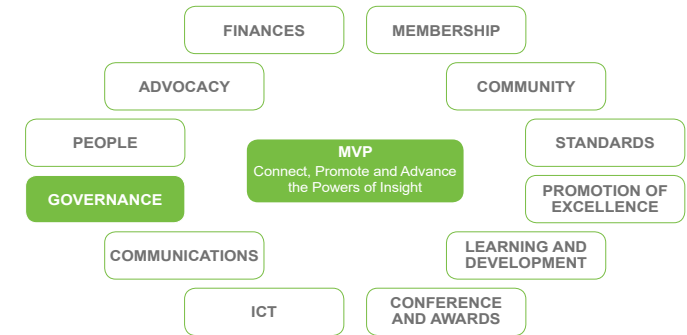 FINANCES
MEMBERSHIP
ADVOCACY
COMMUNITY
PEOPLE
STANDARDS
MVP
Connect, Promote and Advance
the Powers of Insight
GOVERNANCE
PROMOTION OF
EXCELLENCE
COMMUNICATIONS
LEARNING AND
DEVELOPMENT
ICT
CONFERENCE
AND AWARDS